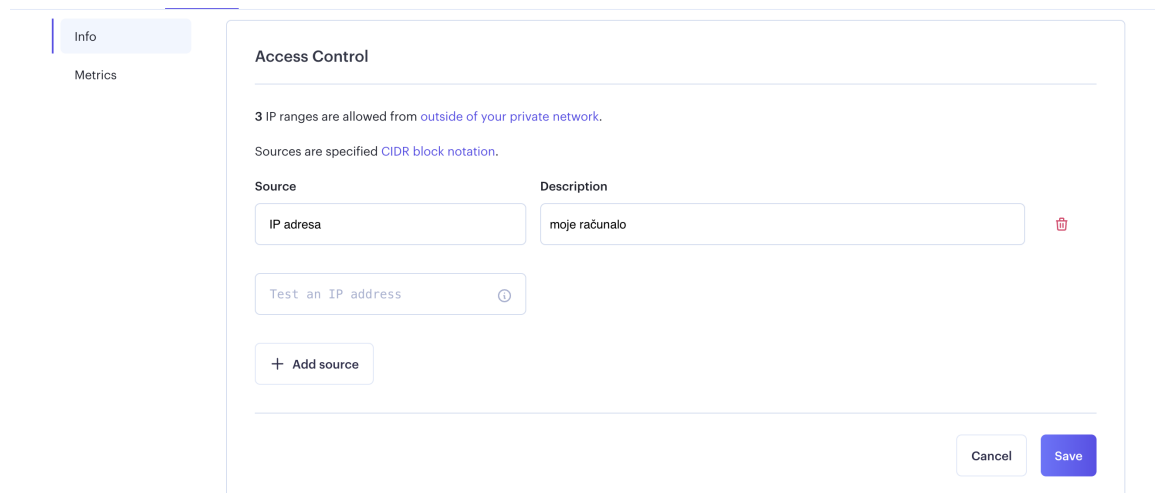 Info
Metrics
Access Control
3 IP ranges are allowed from outside of your private network.
Sources are specified CIDR block notation.
Source Description
IP adresa moje računalo
Test an IP address
+ Add source
Cancel Save